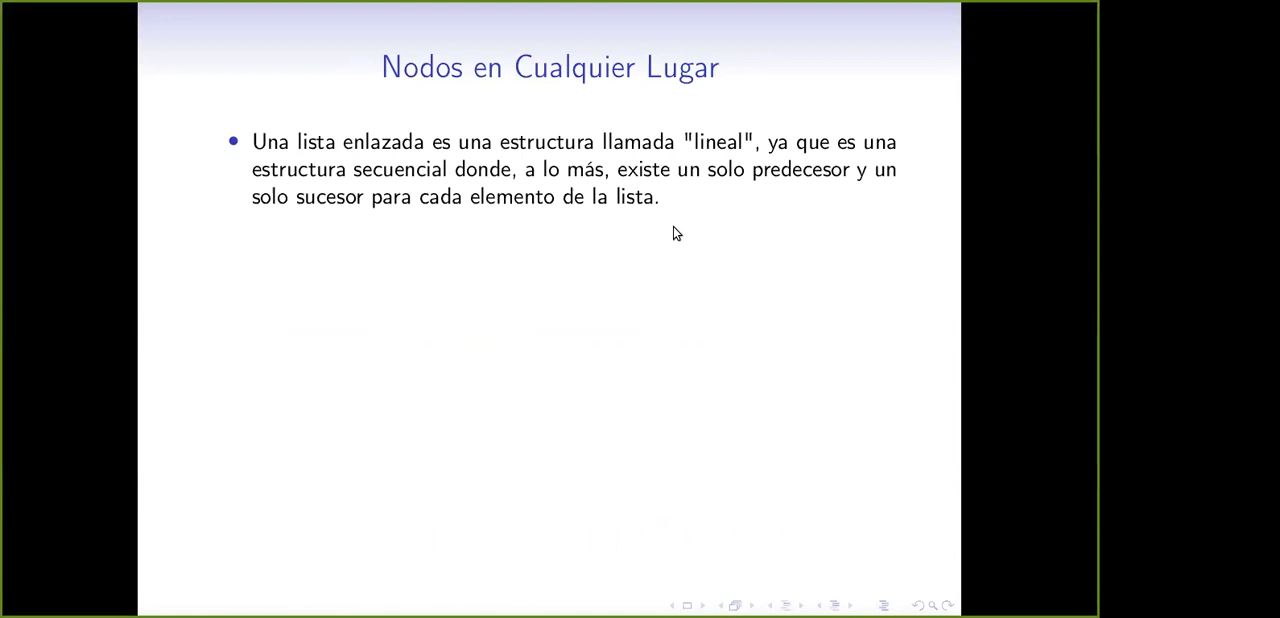 Nodos en Cualquier Lugar
Una lista enlazada es una estructura llamada "lineal", ya que es una
estructura secuencial donde, a lo más, existe un solo predecesor y un
solo sucesor para cada elemento de la lista.